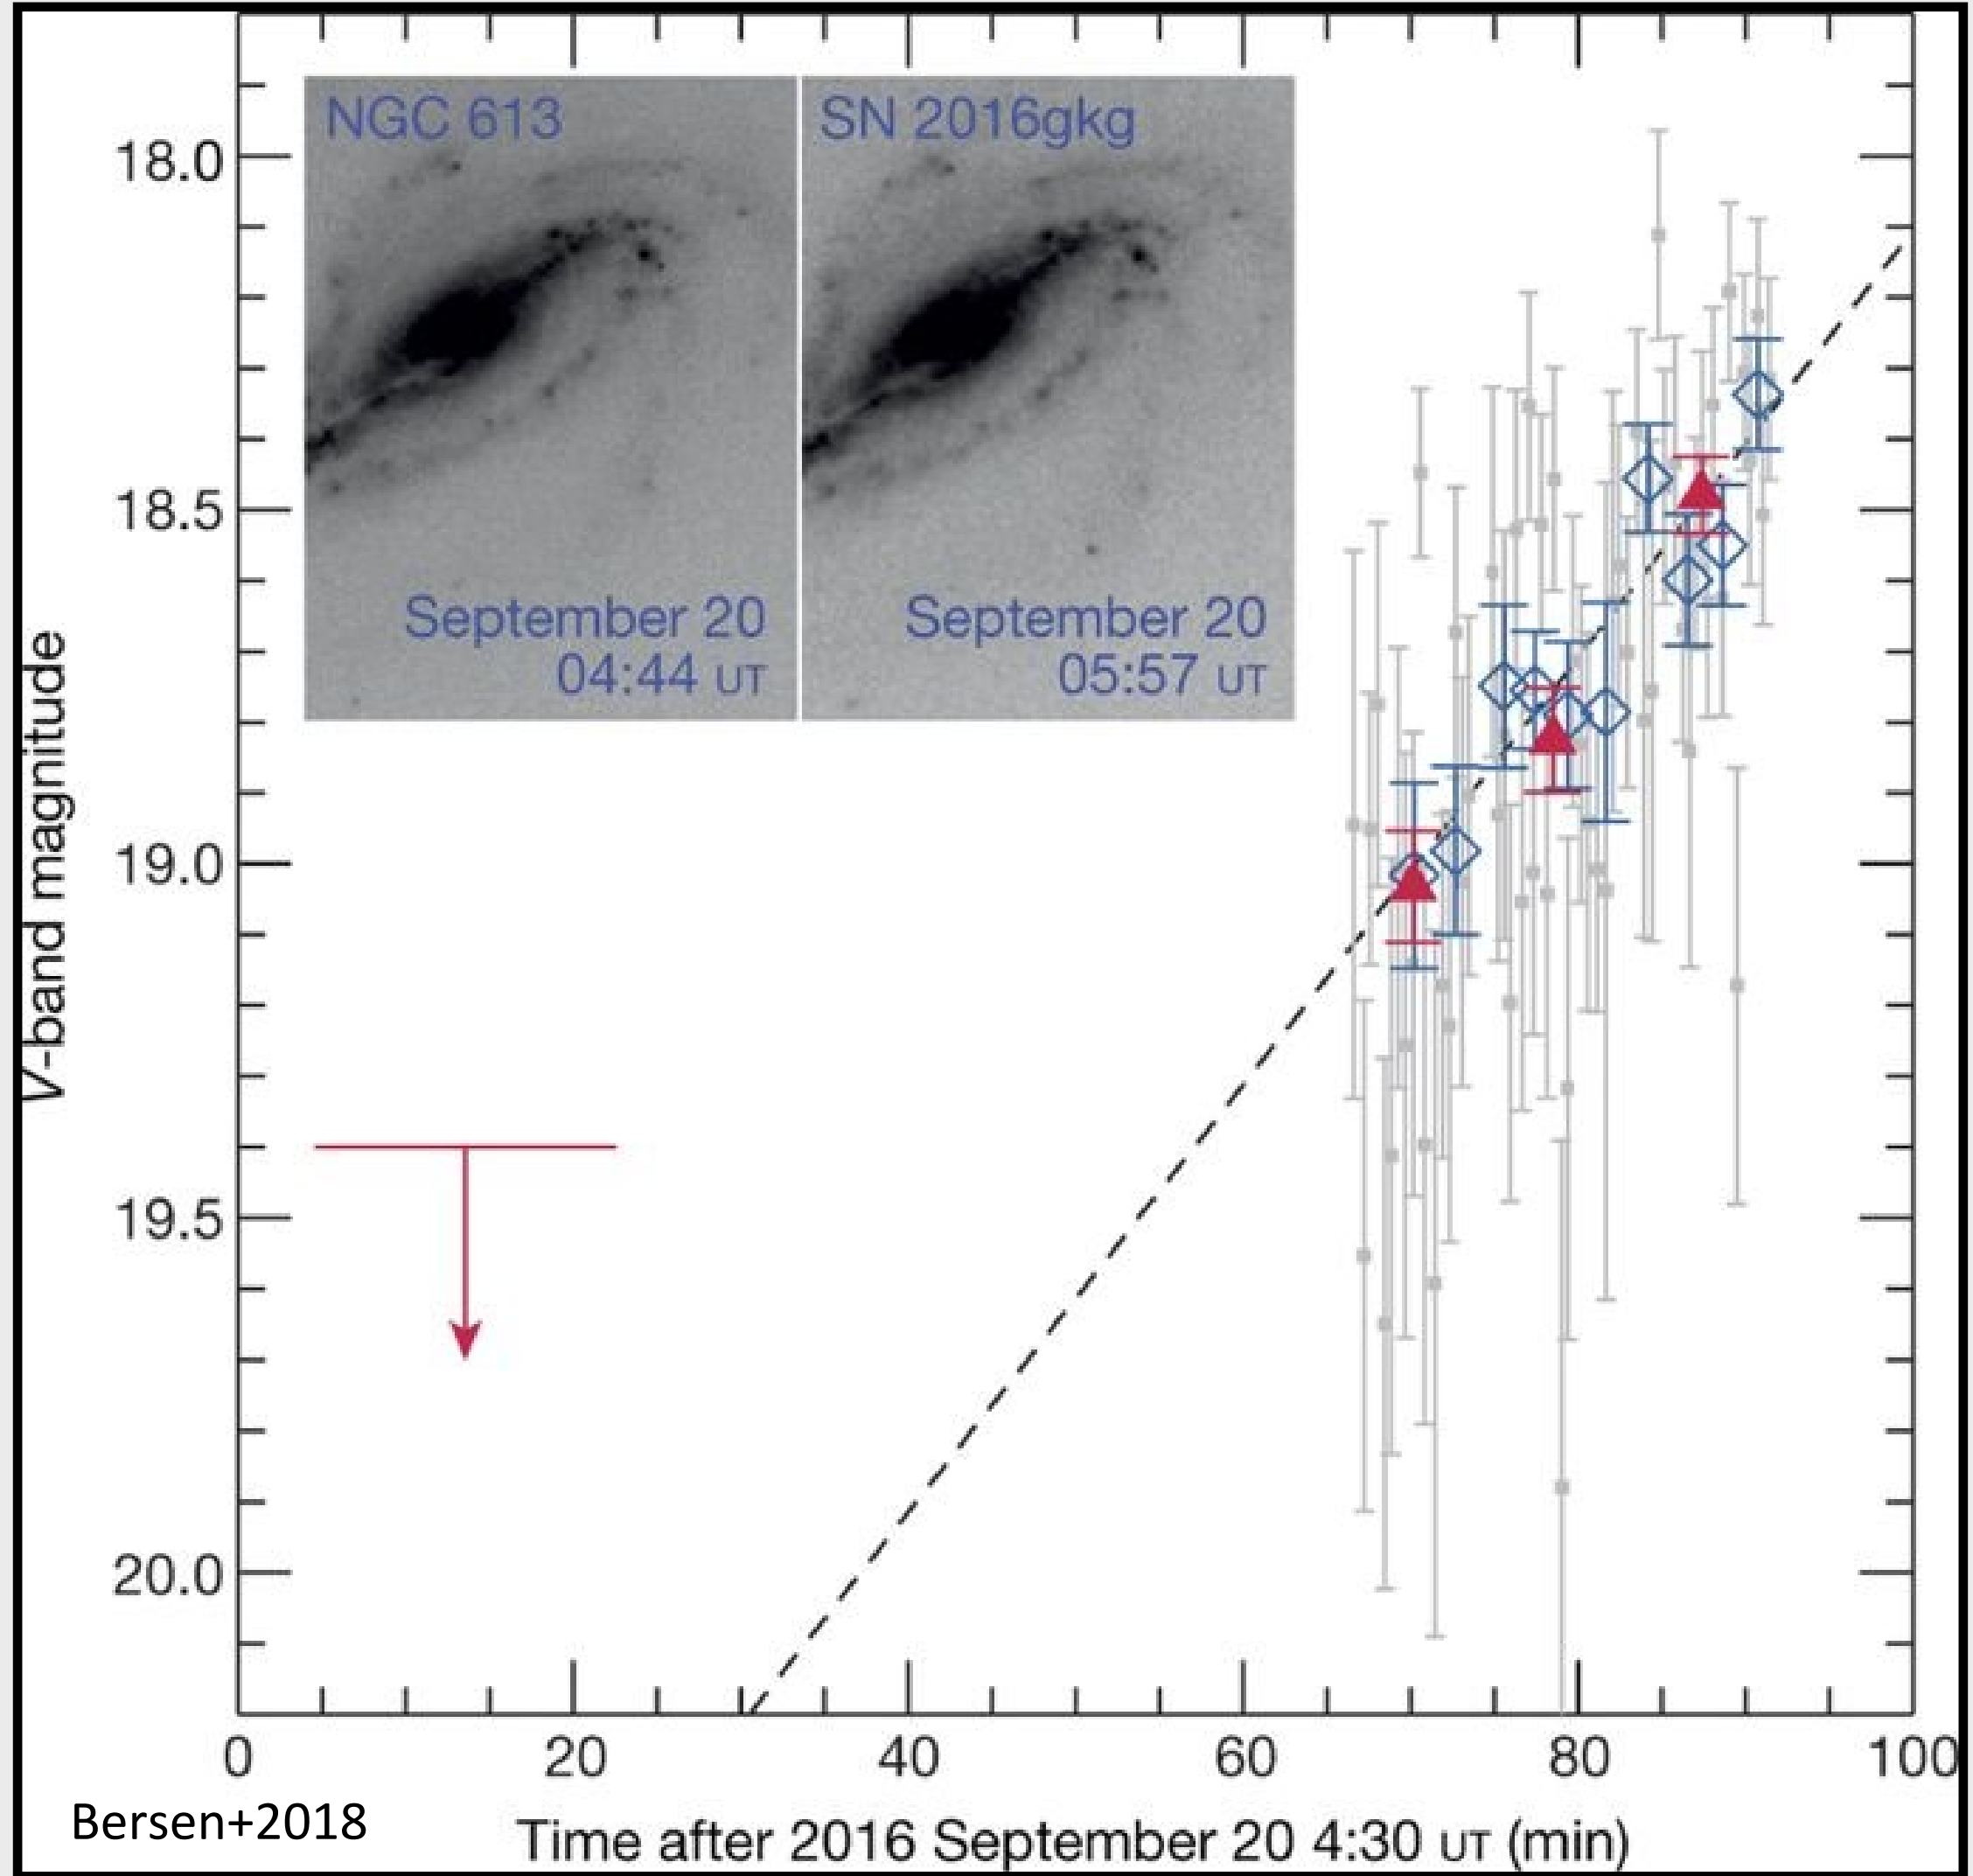 NGC 613
September 20
04:44 UT
SN 2016gkg
September 20
05:57 UT
V-band magnitude
18.0
18.5
19.0
19.5
20.0
0 20 40 60 80 100
Time after 2016 September 20 4:30 UT (min)
Bersen+2018